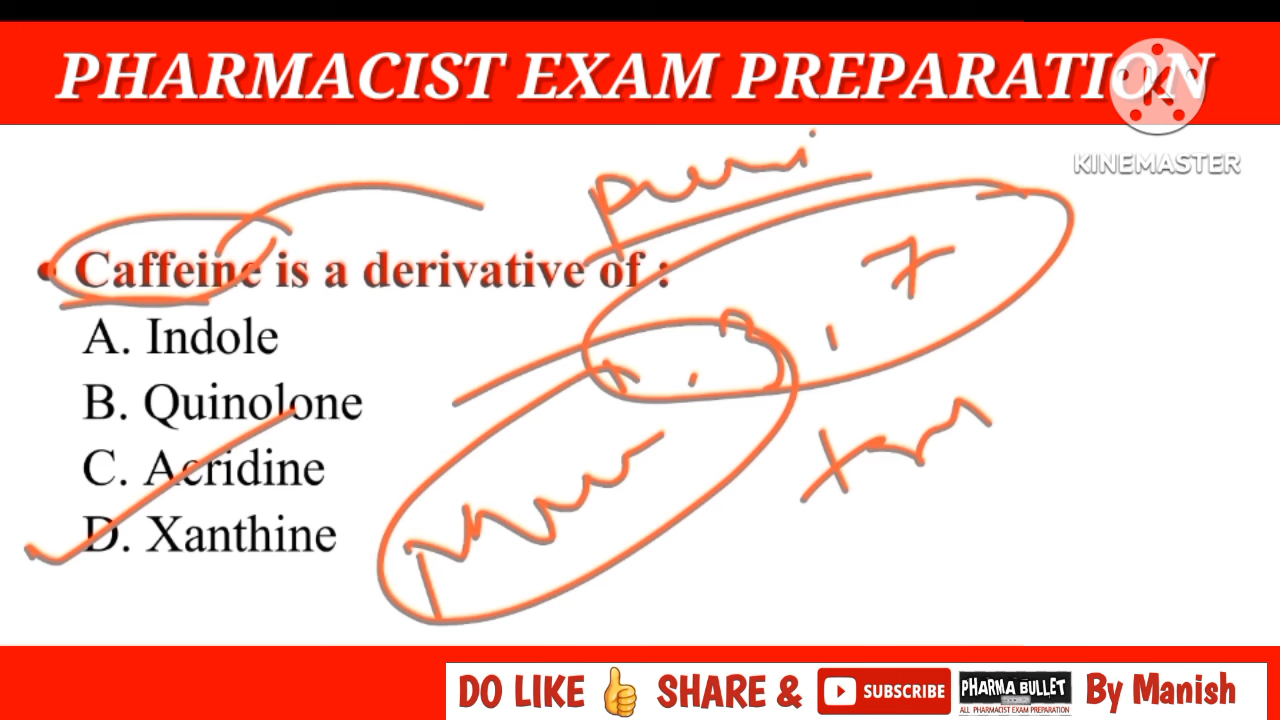 PHARMACIST EXAM PREPARATION
KINEMASTER
• Caffeine is a derivative of :
A. Indole
B. Quinolone
C. Acridine
D. Xanthine
7
DO LIKE 👍 SHARE & SUBSCRIBE PHARMA BULLET By Manish
ALL PHARMACIST EXAM PREPARATION